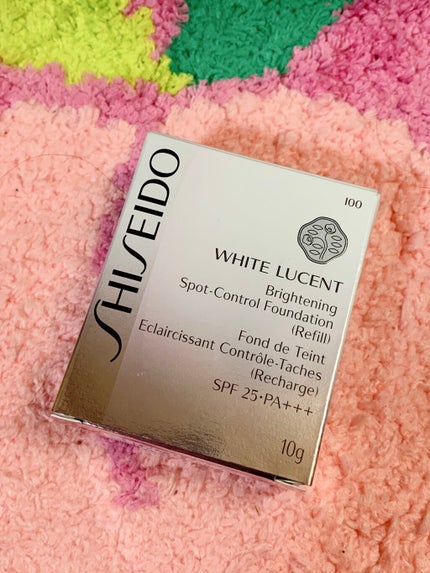 SHISEIDO
100
WHITE LUCENT
Brightening
Spot-Control Foundation
(Refill)
Fond de Teint
Eclaircissant Contrôle-Taches
(Recharge)
SPF 25•PA+++
10g